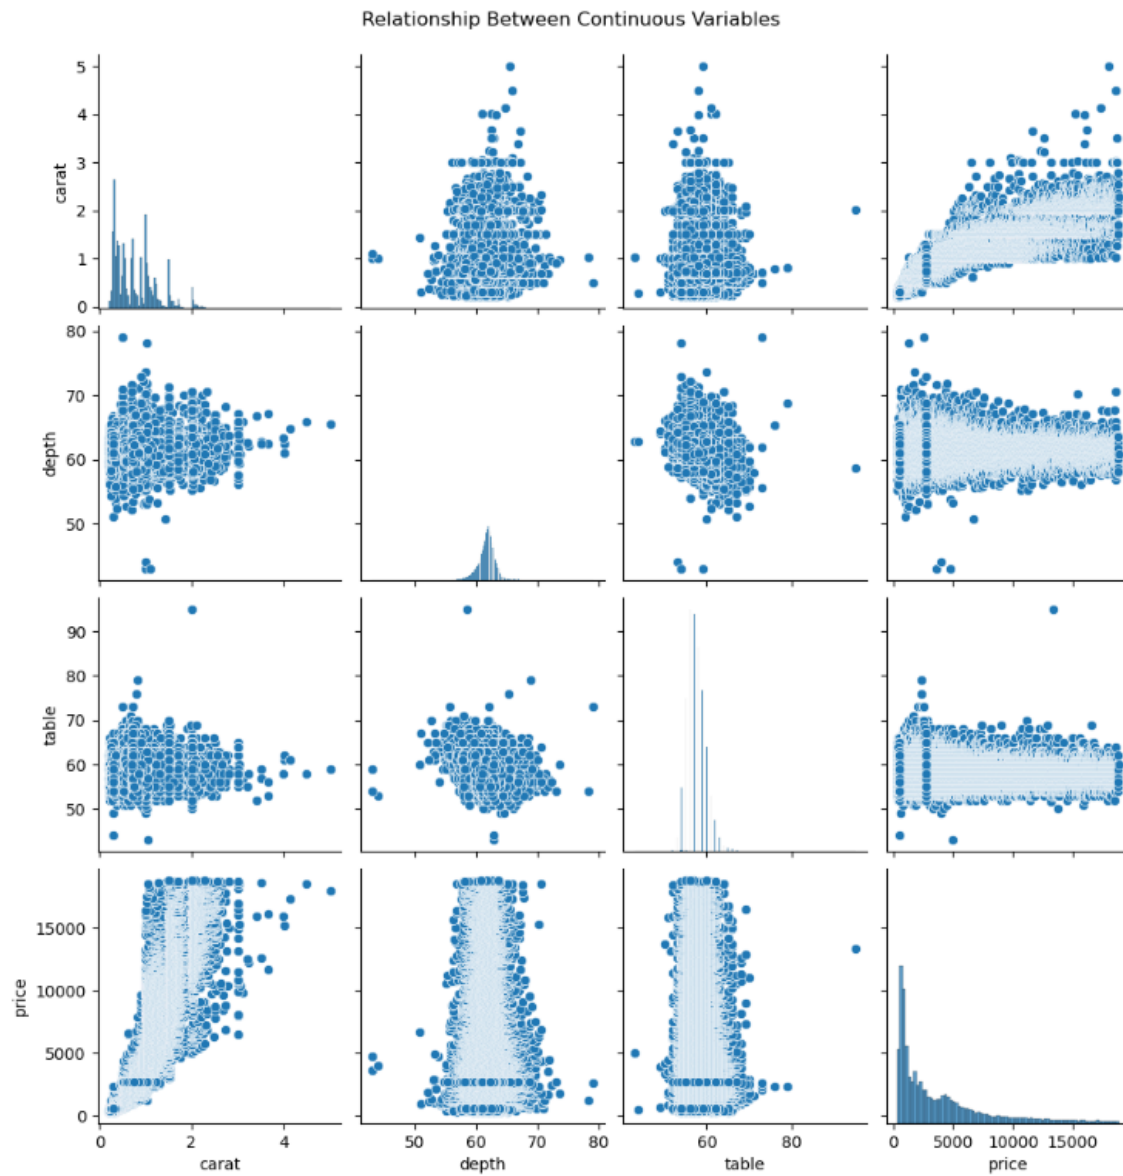 Relationship Between Continuous Variables
5
4
3
2
1
0
carat
80
70
60
50
depth
90
80
70
60
50
table
15000
10000
5000
0
price
0 2 4
carat
50 60 70 80
depth
60 80
table
0 5000 10000 15000
price